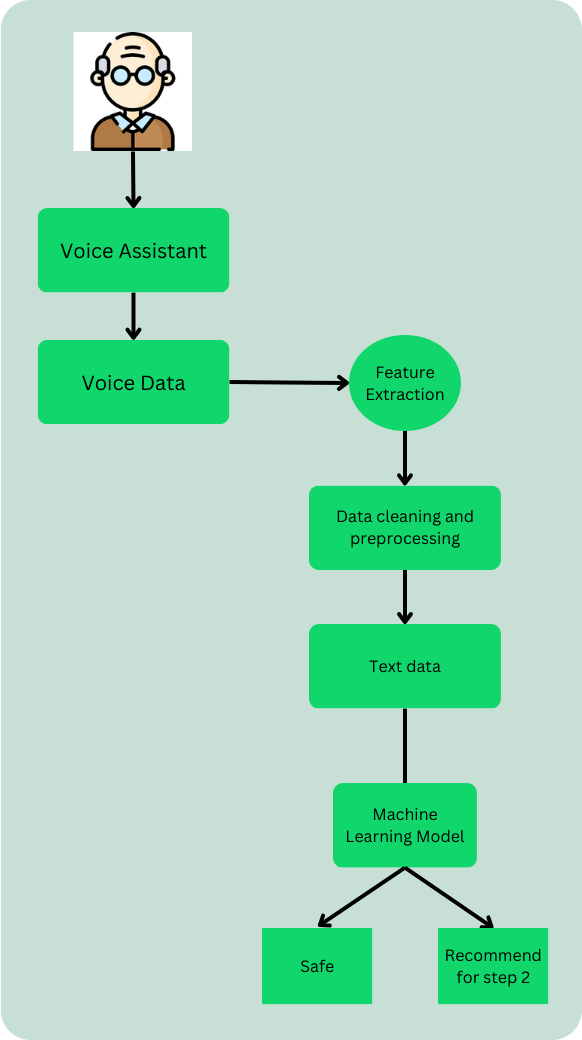 Voice Assistant
Voice Data
Feature
Extraction
Data cleaning and
preprocessing
Text data
Machine
Learning Model
Safe
Recommend
for step 2